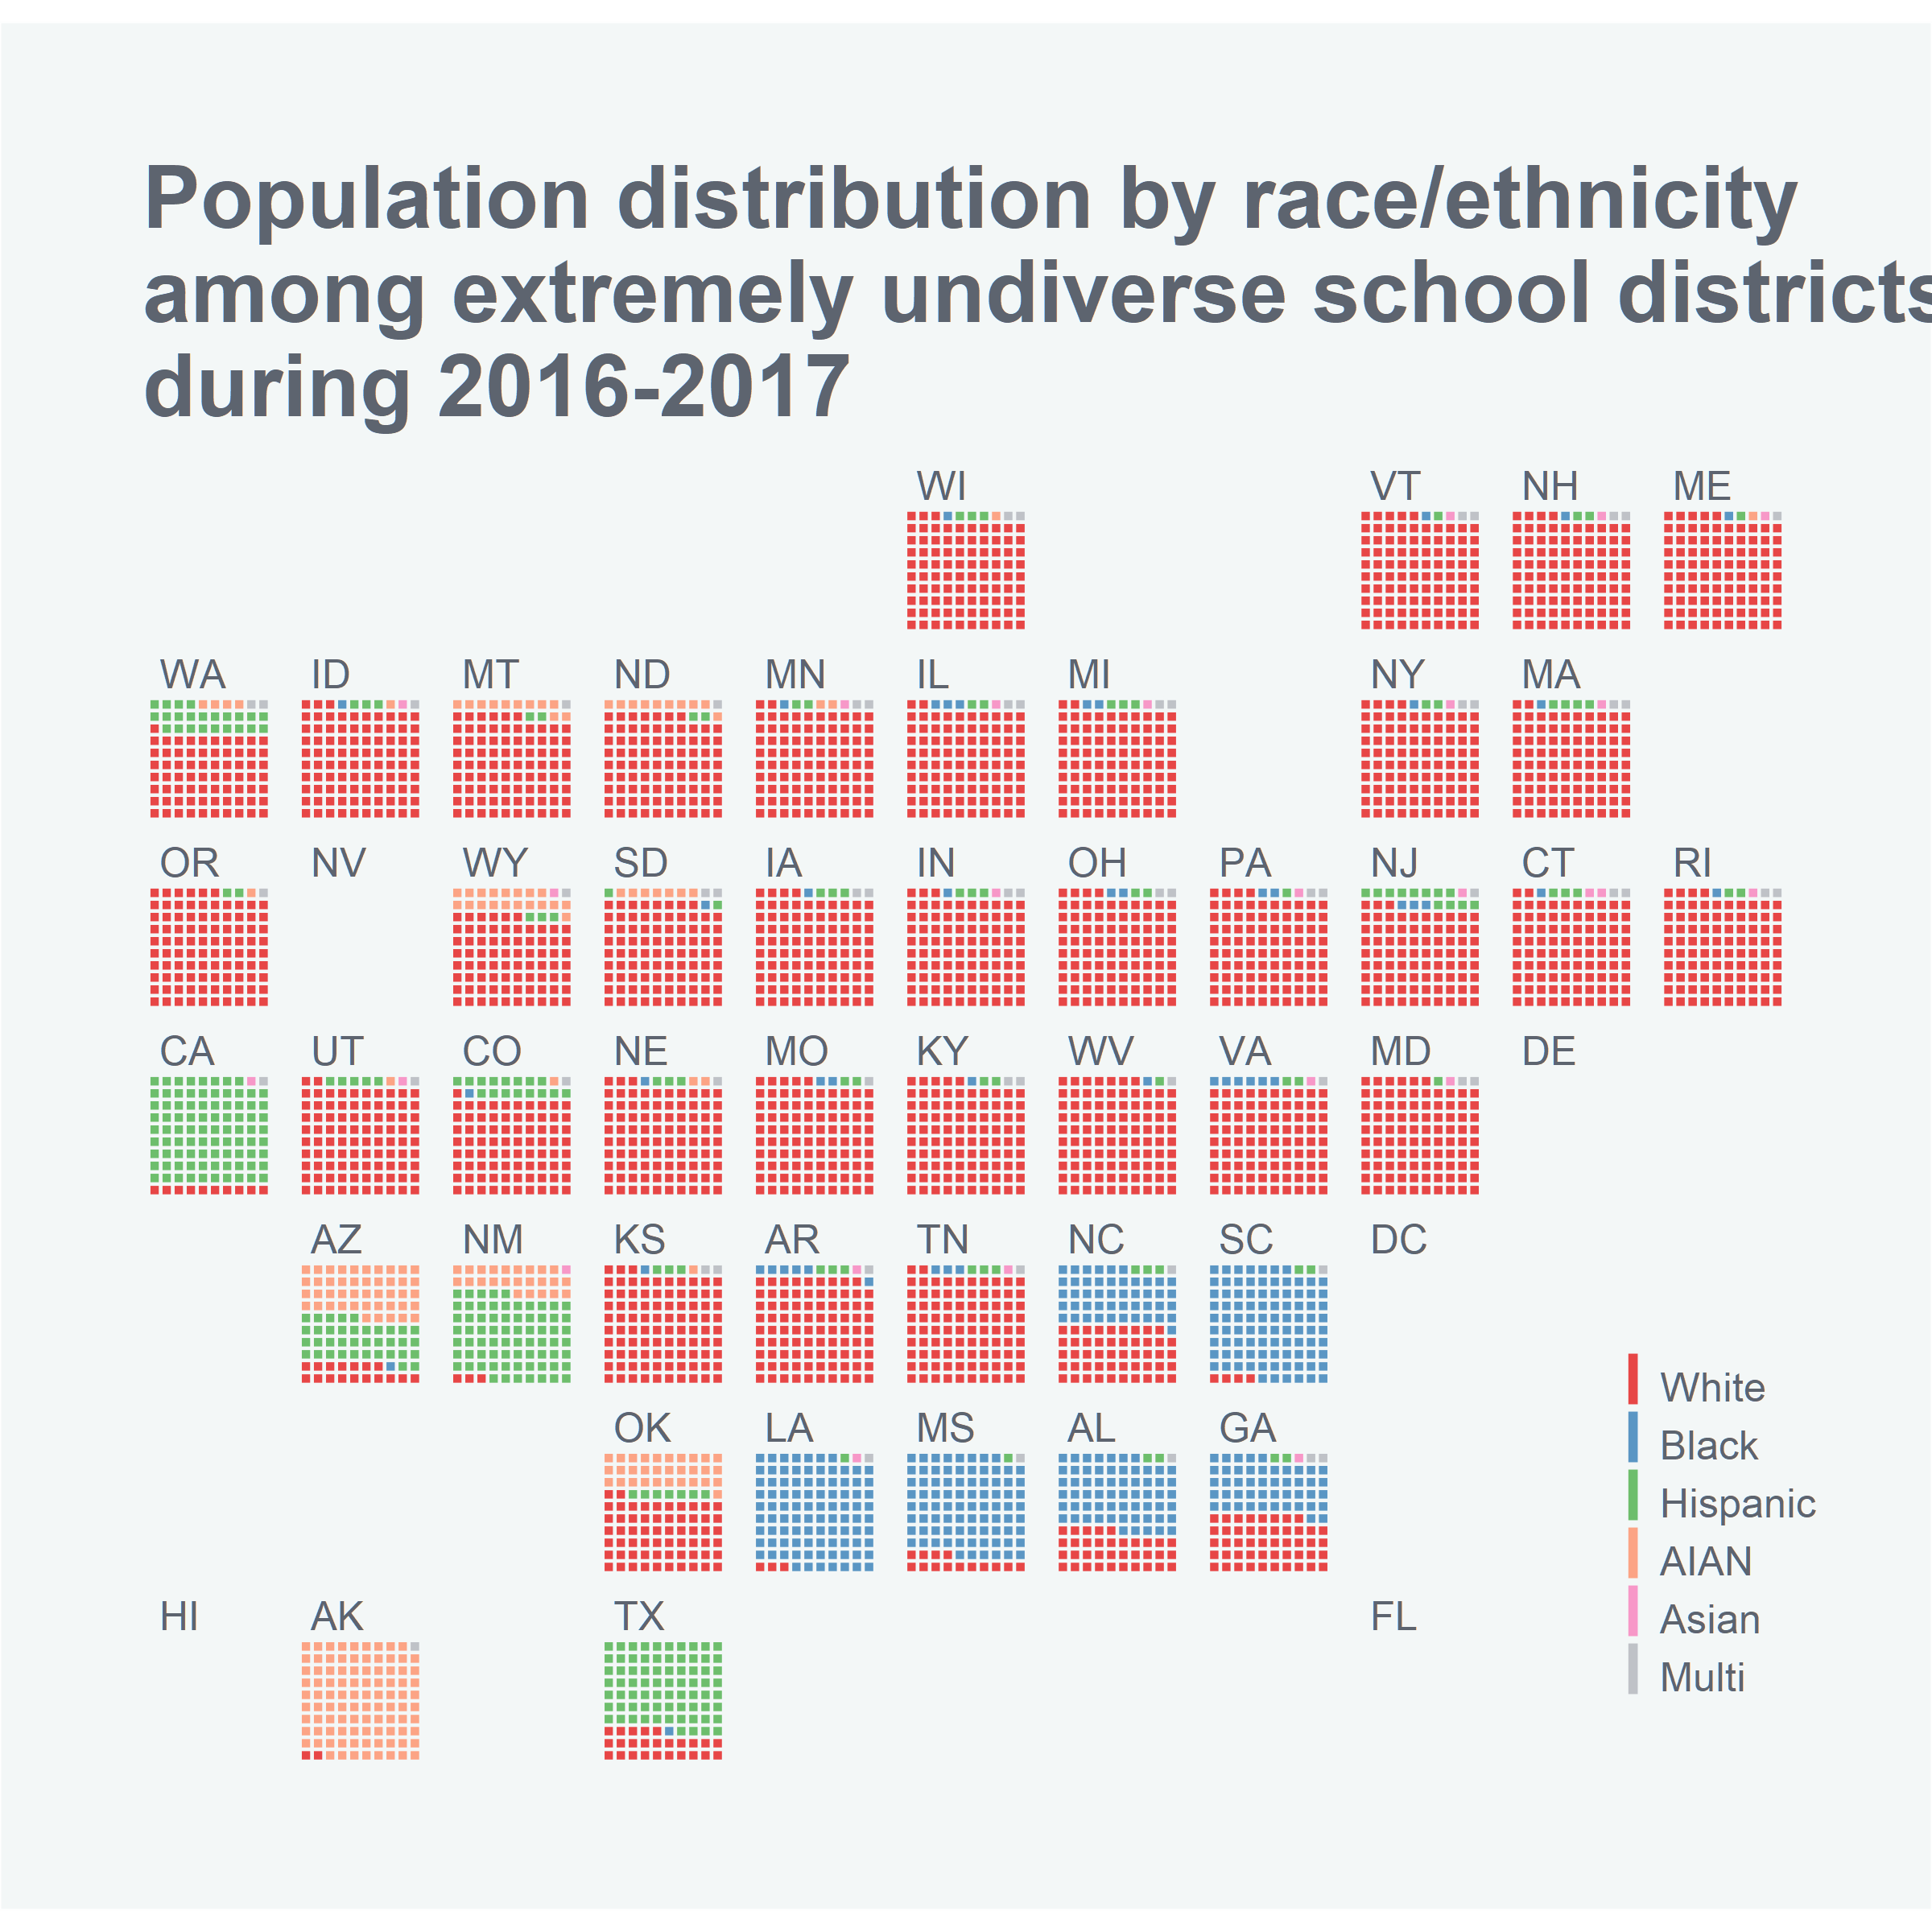 Population distribution by race/ethnicity
among extremely undiverse school districts
during 2016-2017
WI VT NH ME
WA ID MT ND MN IL MI NY MA
OR NV WY SD IA IN OH PA NJ CT RI
CA UT CO NE MO KY WV VA MD DE
AZ NM KS AR TN NC SC DC
OK LA MS AL GA
HI AK TX FL
White
Black
Hispanic
AIAN
Asian
Multi